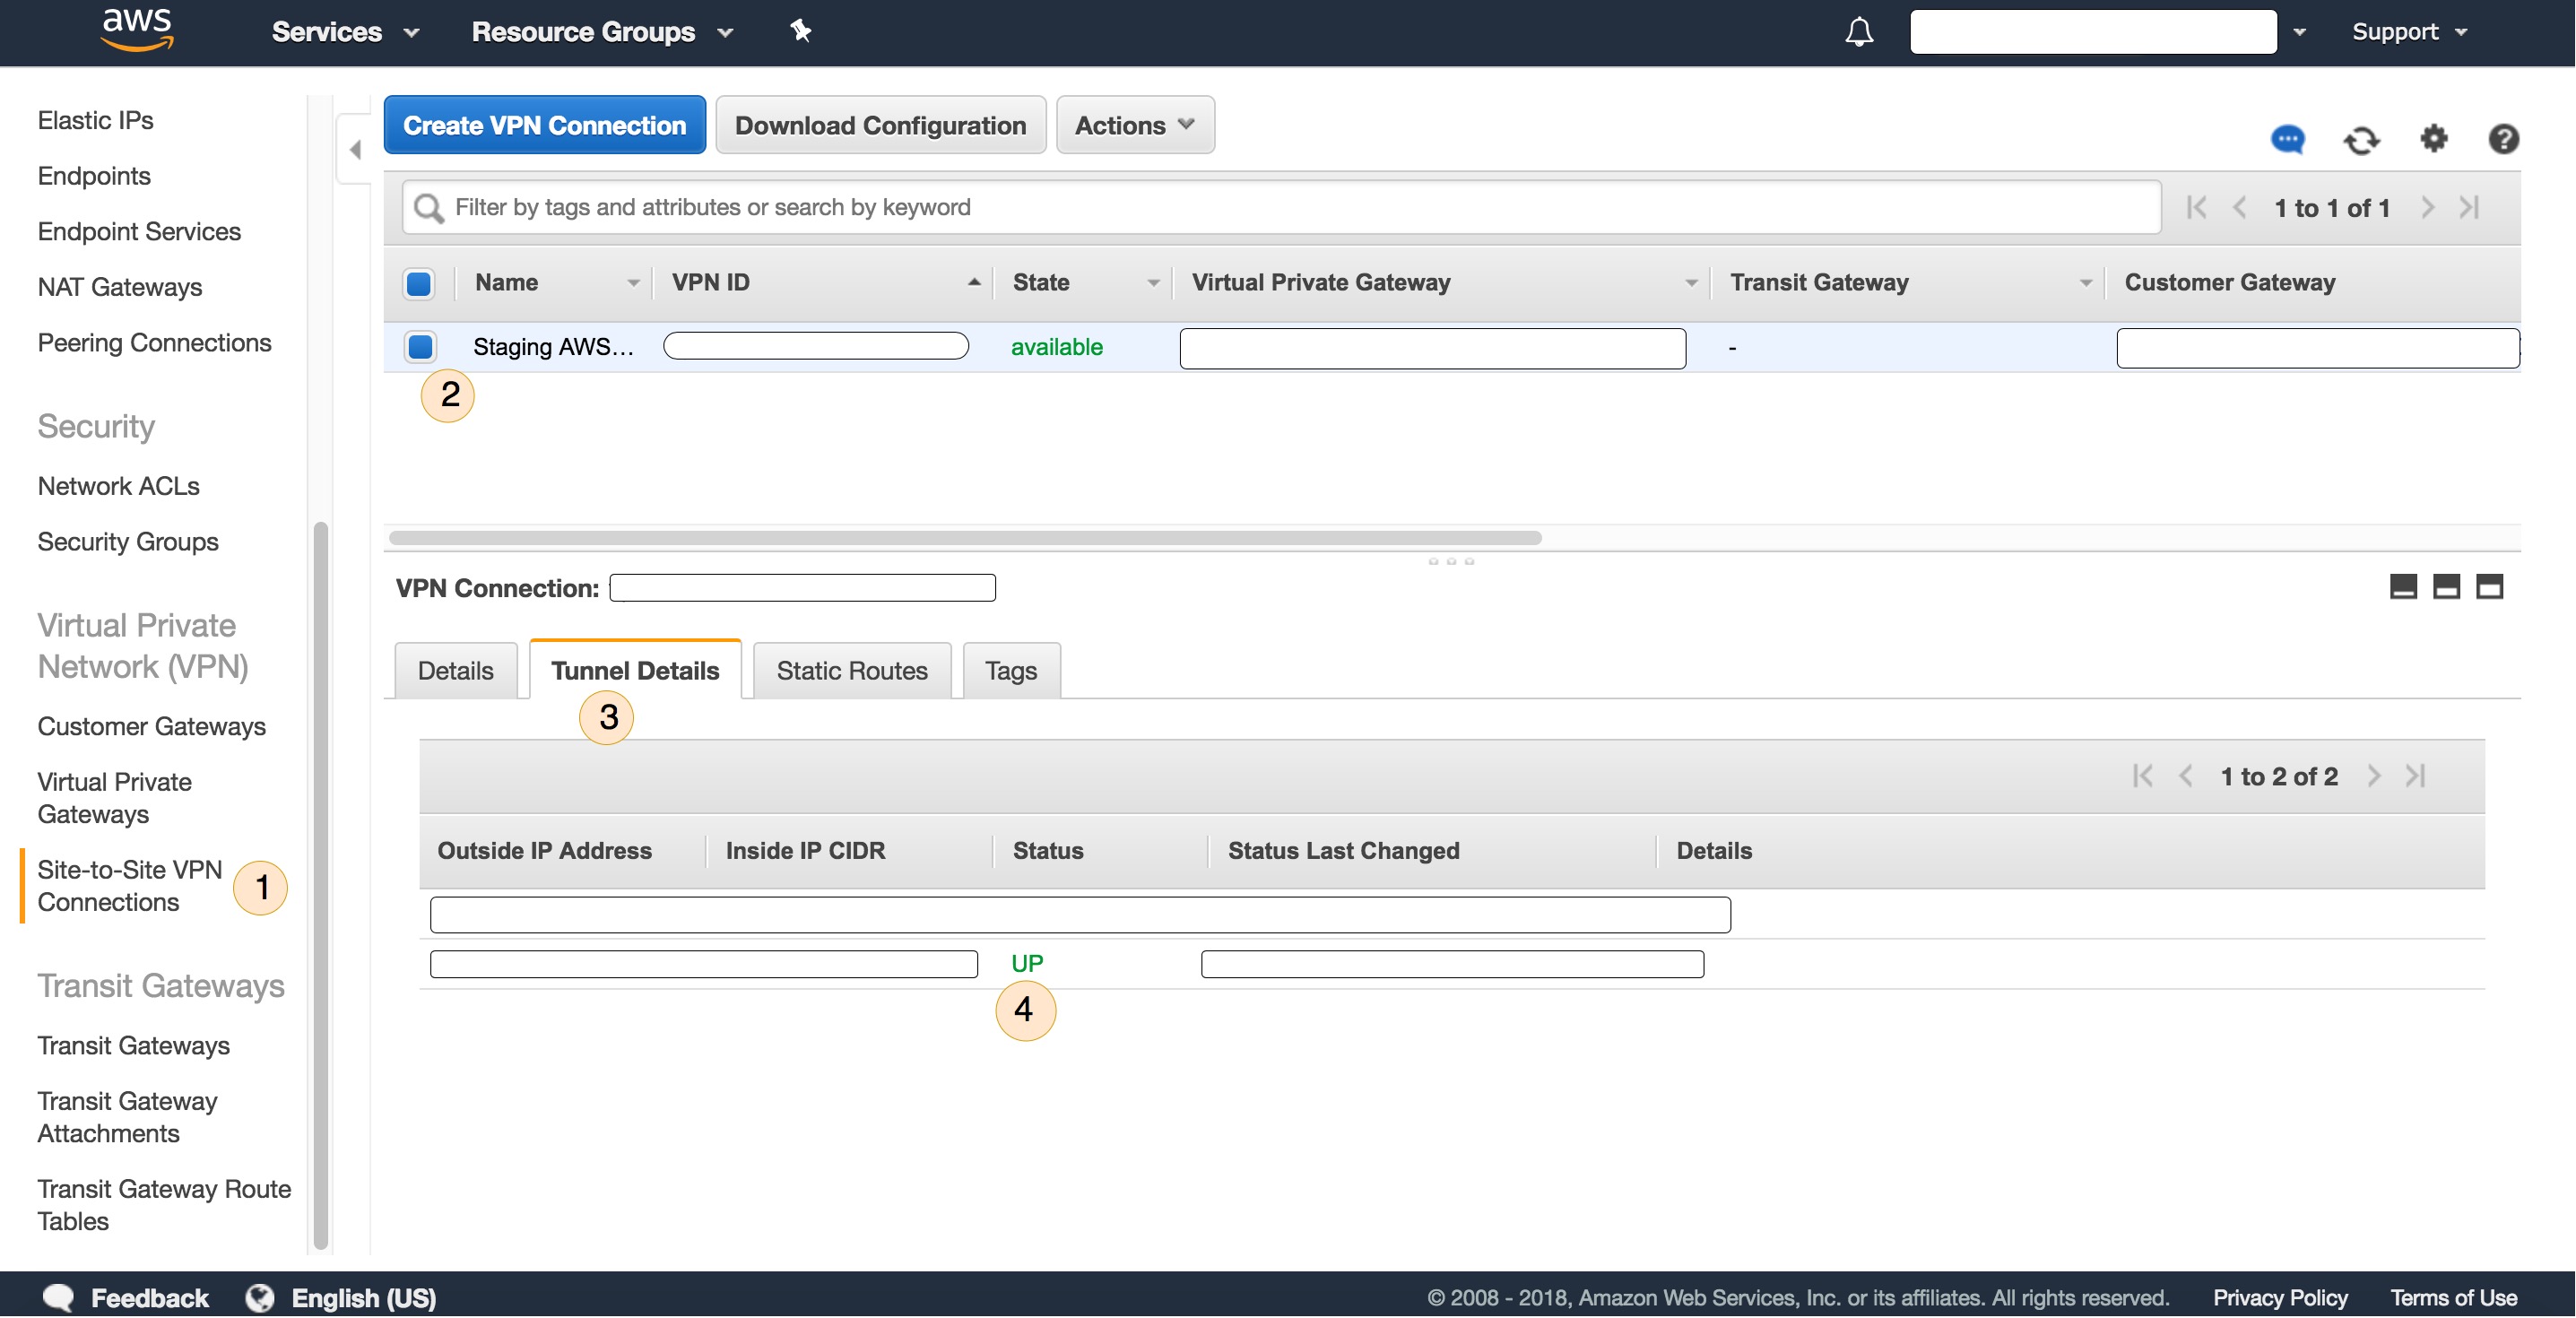 aws
Services
Resource Groups
Support
Elastic IPs
Endpoints
Endpoint Services
NAT Gateways
Peering Connections
Security
Network ACLs
Security Groups
Virtual Private
Network (VPN)
Customer Gateways
Virtual Private
Gateways
Site-to-Site VPN
Connections
1
Transit Gateways
Transit Gateways
Transit Gateway
Attachments
Transit Gateway Route
Tables
Create VPN Connection
Download Configuration
Actions
Filter by tags and attributes or search by keyword
1 to 1 of 1
Name
VPN ID
State
Virtual Private Gateway
Transit Gateway
Customer Gateway
Staging AWS...
available
-
2
VPN Connection:
Details
Tunnel Details
Static Routes
Tags
3
1 to 2 of 2
Outside IP Address
Inside IP CIDR
Status
Status Last Changed
Details
UP
4
Feedback
English (US)
© 2008 - 2018, Amazon Web Services, Inc. or its affiliates. All rights reserved.
Privacy Policy
Terms of Use